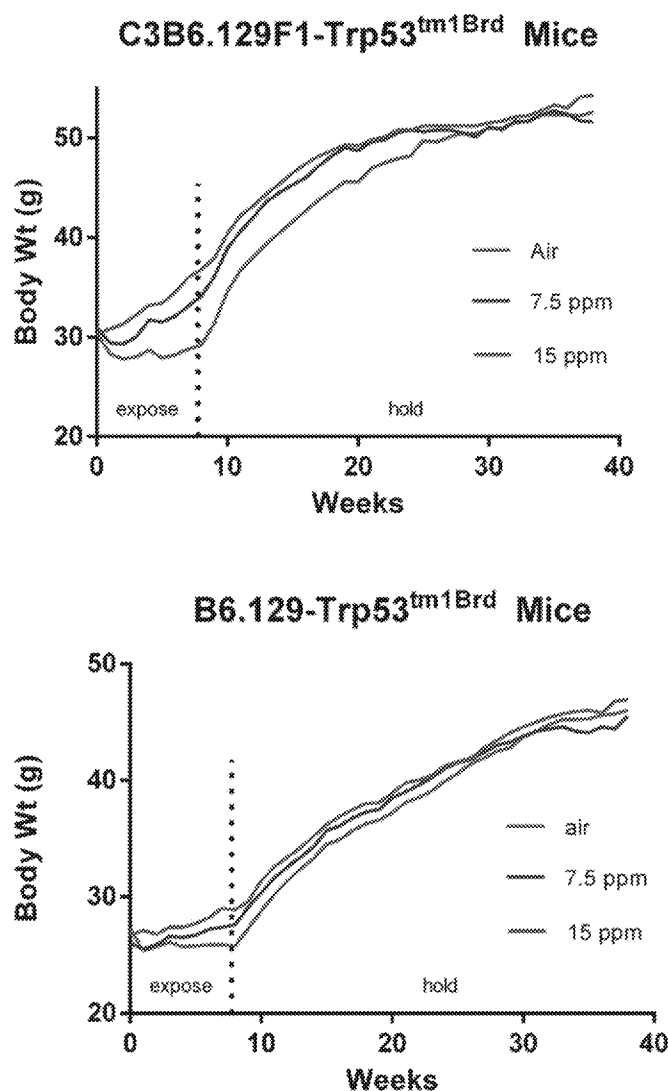 C3B6.129F1-Trp53tm1Brd Mice
Body Wt (g)
50
40
30
20
Air
7.5 ppm
15 ppm
expose
hold
0
10
20
30
40
Weeks
B6.129-Trp53tm1Brd Mice
Body Wt (g)
50
40
30
20
air
7.5 ppm
15 ppm
expose
hold
0
10
20
30
40
Weeks